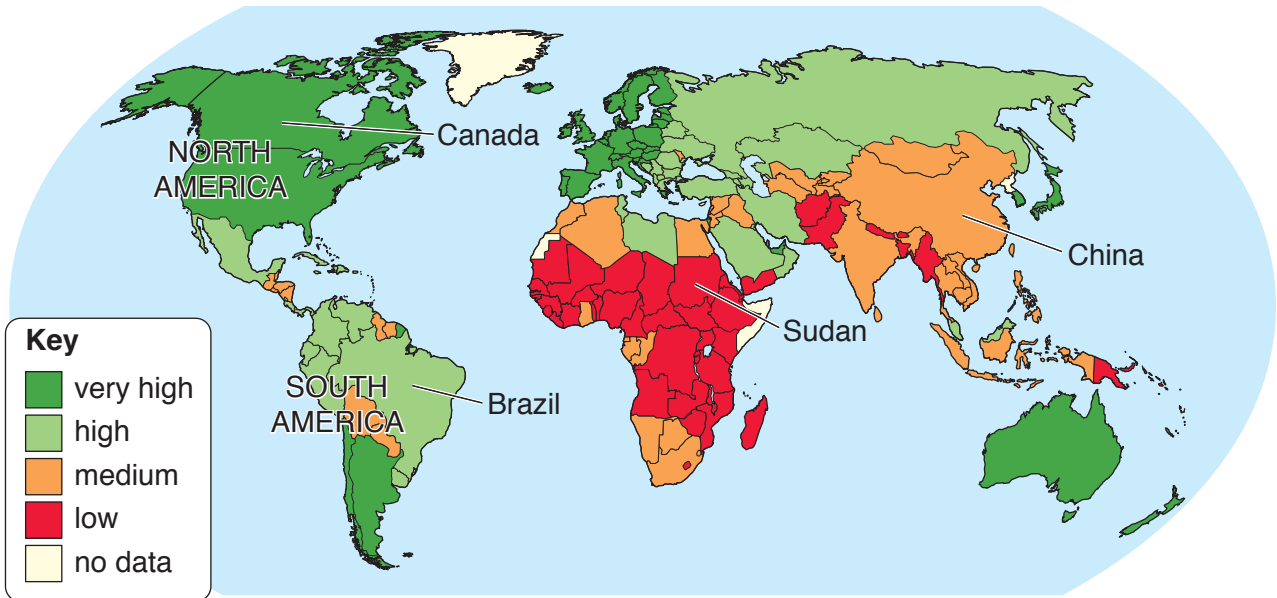 Canada
NORTH
AMERICA
China
Sudan
Key
very high
high
medium
low
no data
SOUTH
AMERICA
Brazil